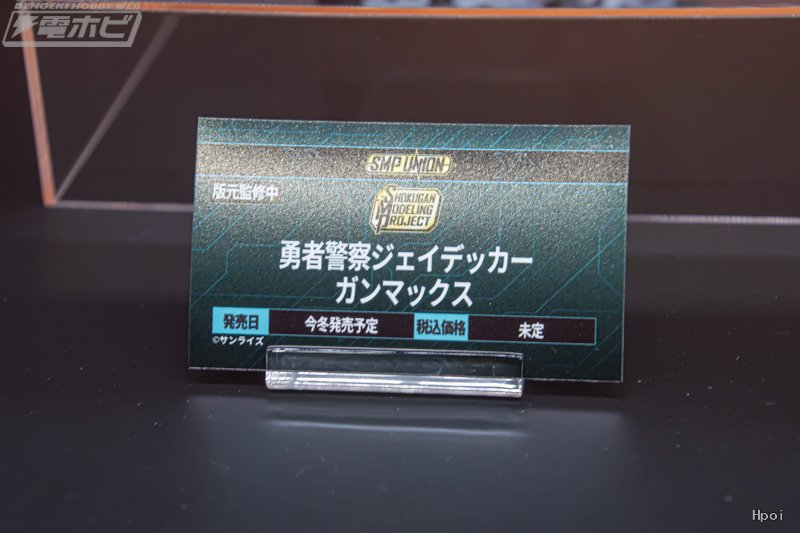 DENGEKI HOBBY WEB
電ホビ
SMP UNION
版元監修中
SHOKUGAN
MODELING
PROJECT
勇者警察ジェイデッカー
ガンマックス
発売日 今冬発売予定 税込価格 未定
©サンライズ
Hpoi